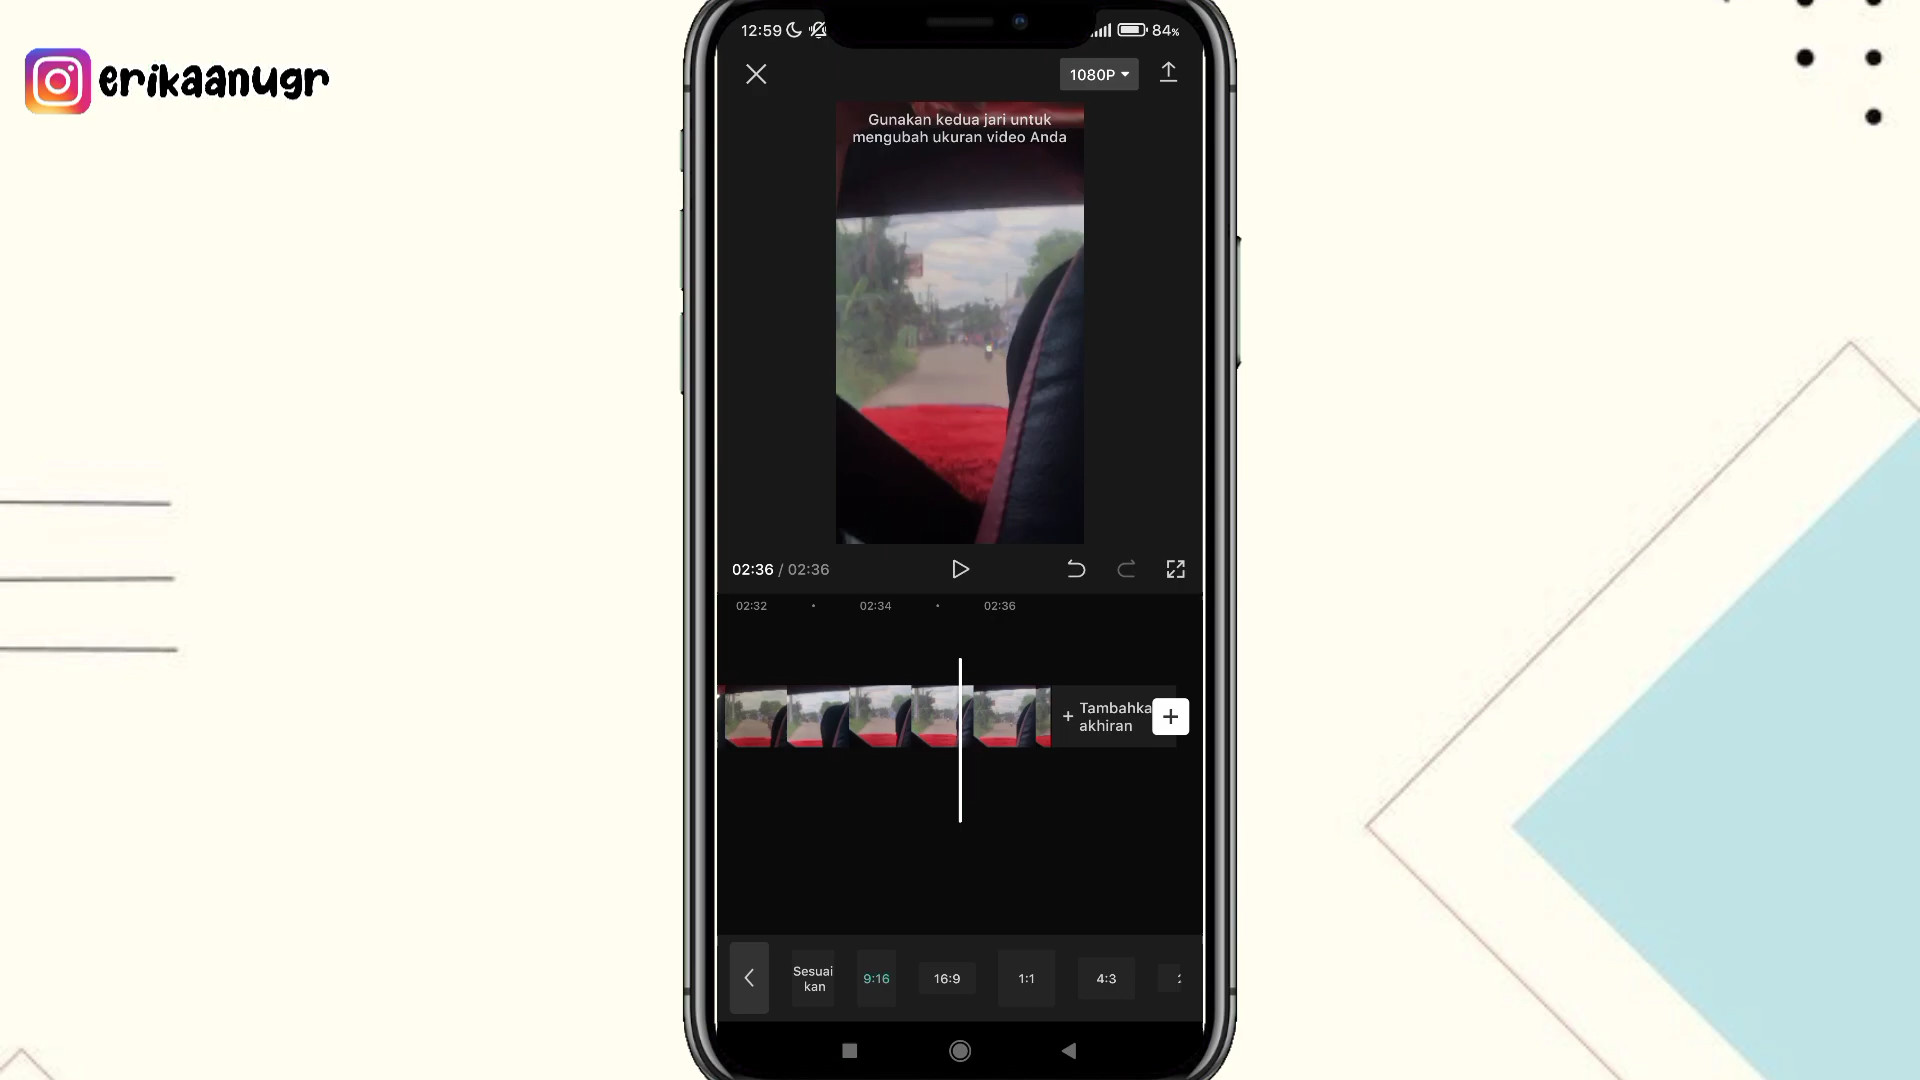 erikaanugr
12:59
84%
1080P
Gunakan kedua jari untuk
mengubah ukuran video Anda
02:36 / 02:36
02:32
02:34
02:36
+ Tambahka
akhiran
+
Sesuai
kan
9:16
16:9
1:1
4:3